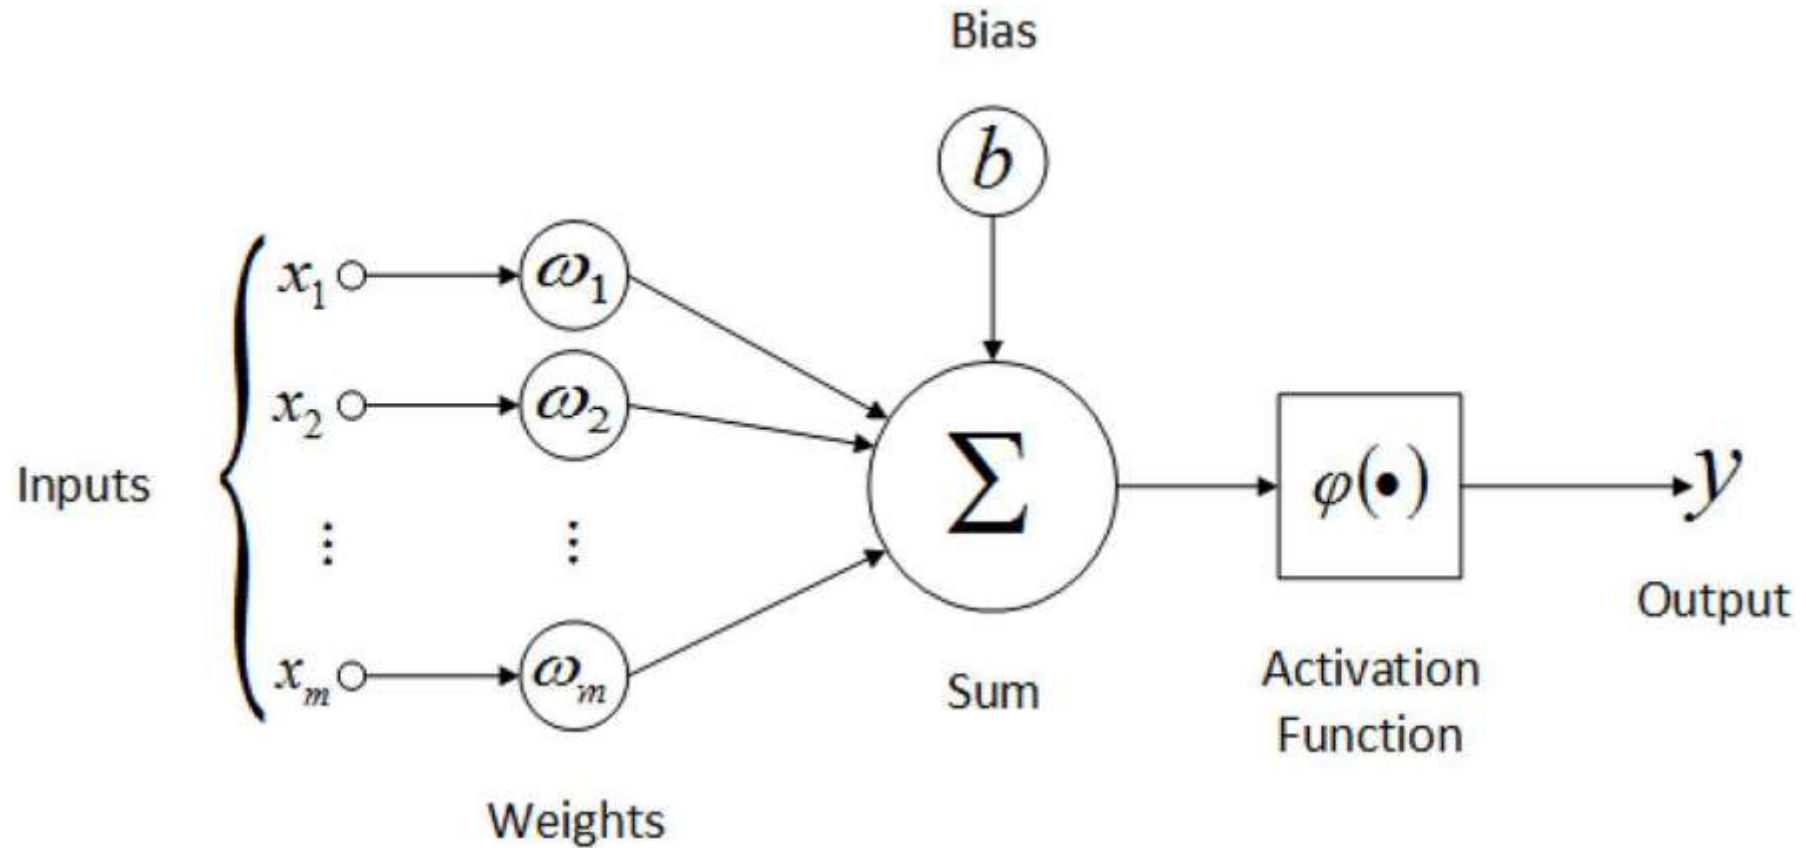 Bias
b
x₁ ω₁
x₂ ω₂
Inputs Σ φ(•) y
⋮ ⋮
xₘ ωₘ
Output
Sum Activation
Function
Weights